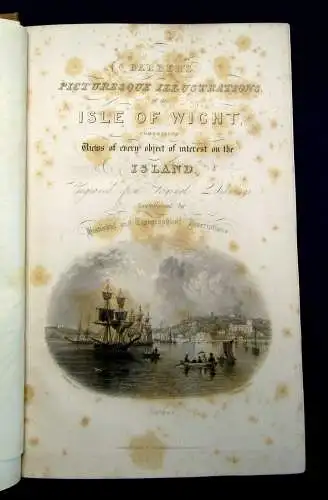 BARBER'S
PICTURESQUE ILLUSTRATIONS
OF THE
ISLE OF WIGHT,
COMPRISING
Views of every object of interest on the
ISLAND,
Engraved from Original Drawings
Accompanied by
Historical and Topographical Descriptions